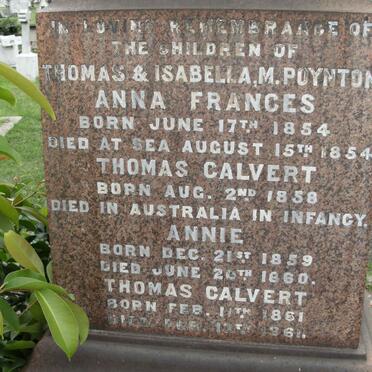 IN LOVING REMEMBRANCE OF
THE CHILDREN OF
THOMAS & ISABELLA, M. POYNTON
ANNA FRANCES
BORN JUNE 17TH 1854
DIED AT SEA AUGUST 15TH 1854
THOMAS CALVERT
BORN AUG. 2ND 1858
DIED IN AUSTRALIA IN INFANCY.
ANNIE
BORN DEC. 21ST 1859
DIED JUNE 20TH 1860.
THOMAS CALVERT
BORN FEB. 11TH 1861
DIED